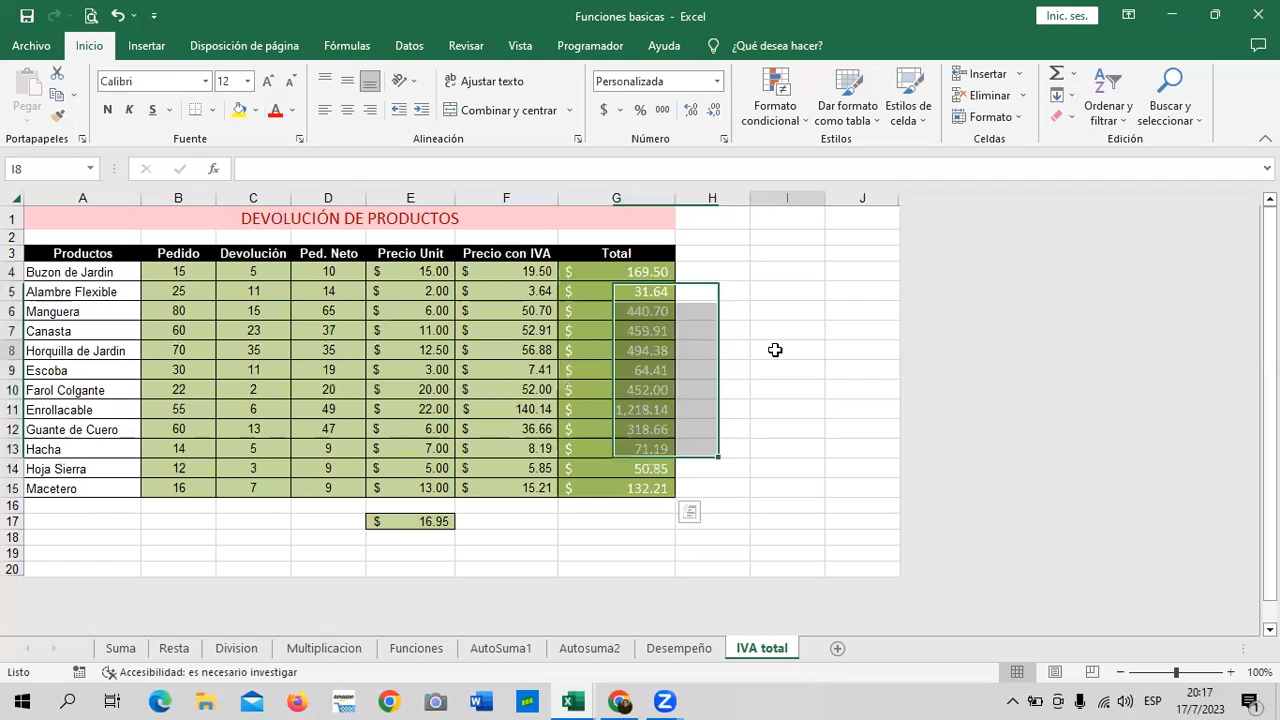 Funciones basicas - Excel
Inic. ses.
Archivo Inicio Insertar Disposición de página Fórmulas Datos Revisar Vista Programador Ayuda ¿Qué desea hacer?
Pegar
Calibri 12
Ajustar texto
Personalizada
Formato condicional
Dar formato como tabla
Estilos de celda
Insertar
Eliminar
Formato
Ordenar y filtrar
Buscar y seleccionar
N K S
Combinar y centrar
$ % 000
Portapapeles Fuente Alineación Número Estilos Celdas Edición
I8 fx
A B C D E F G H I J
1 DEVOLUCIÓN DE PRODUCTOS
2
3 Productos Pedido Devolución Ped. Neto Precio Unit Precio con IVA Total
4 Buzon de Jardin 15 5 10 $ 15.00 $ 19.50 $ 169.50
5 Alambre Flexible 25 11 14 $ 2.00 $ 3.64 $ 31.64
6 Manguera 80 15 65 $ 6.00 $ 50.70 $ 440.70
7 Canasta 60 23 37 $ 11.00 $ 52.91 $ 459.91
8 Horquilla de Jardin 70 35 35 $ 12.50 $ 56.88 $ 494.38
9 Escoba 30 11 19 $ 3.00 $ 7.41 $ 64.41
10 Farol Colgante 22 2 20 $ 20.00 $ 52.00 $ 452.00
11 Enrollacable 55 6 49 $ 22.00 $ 140.14 $ 1,218.14
12 Guante de Cuero 60 13 47 $ 6.00 $ 36.66 $ 318.66
13 Hacha 14 5 9 $ 7.00 $ 8.19 $ 71.19
14 Hoja Sierra 12 3 9 $ 5.00 $ 5.85 $ 50.85
15 Macetero 16 7 9 $ 13.00 $ 15.21 $ 132.21
16
17 $ 16.95
18
19
20
Suma Resta Division Multiplicacion Funciones AutoSuma1 Autosuma2 Desempeño IVA total
Listo Accesibilidad: es necesario investigar 100%
ESP
20:17
17/7/2023